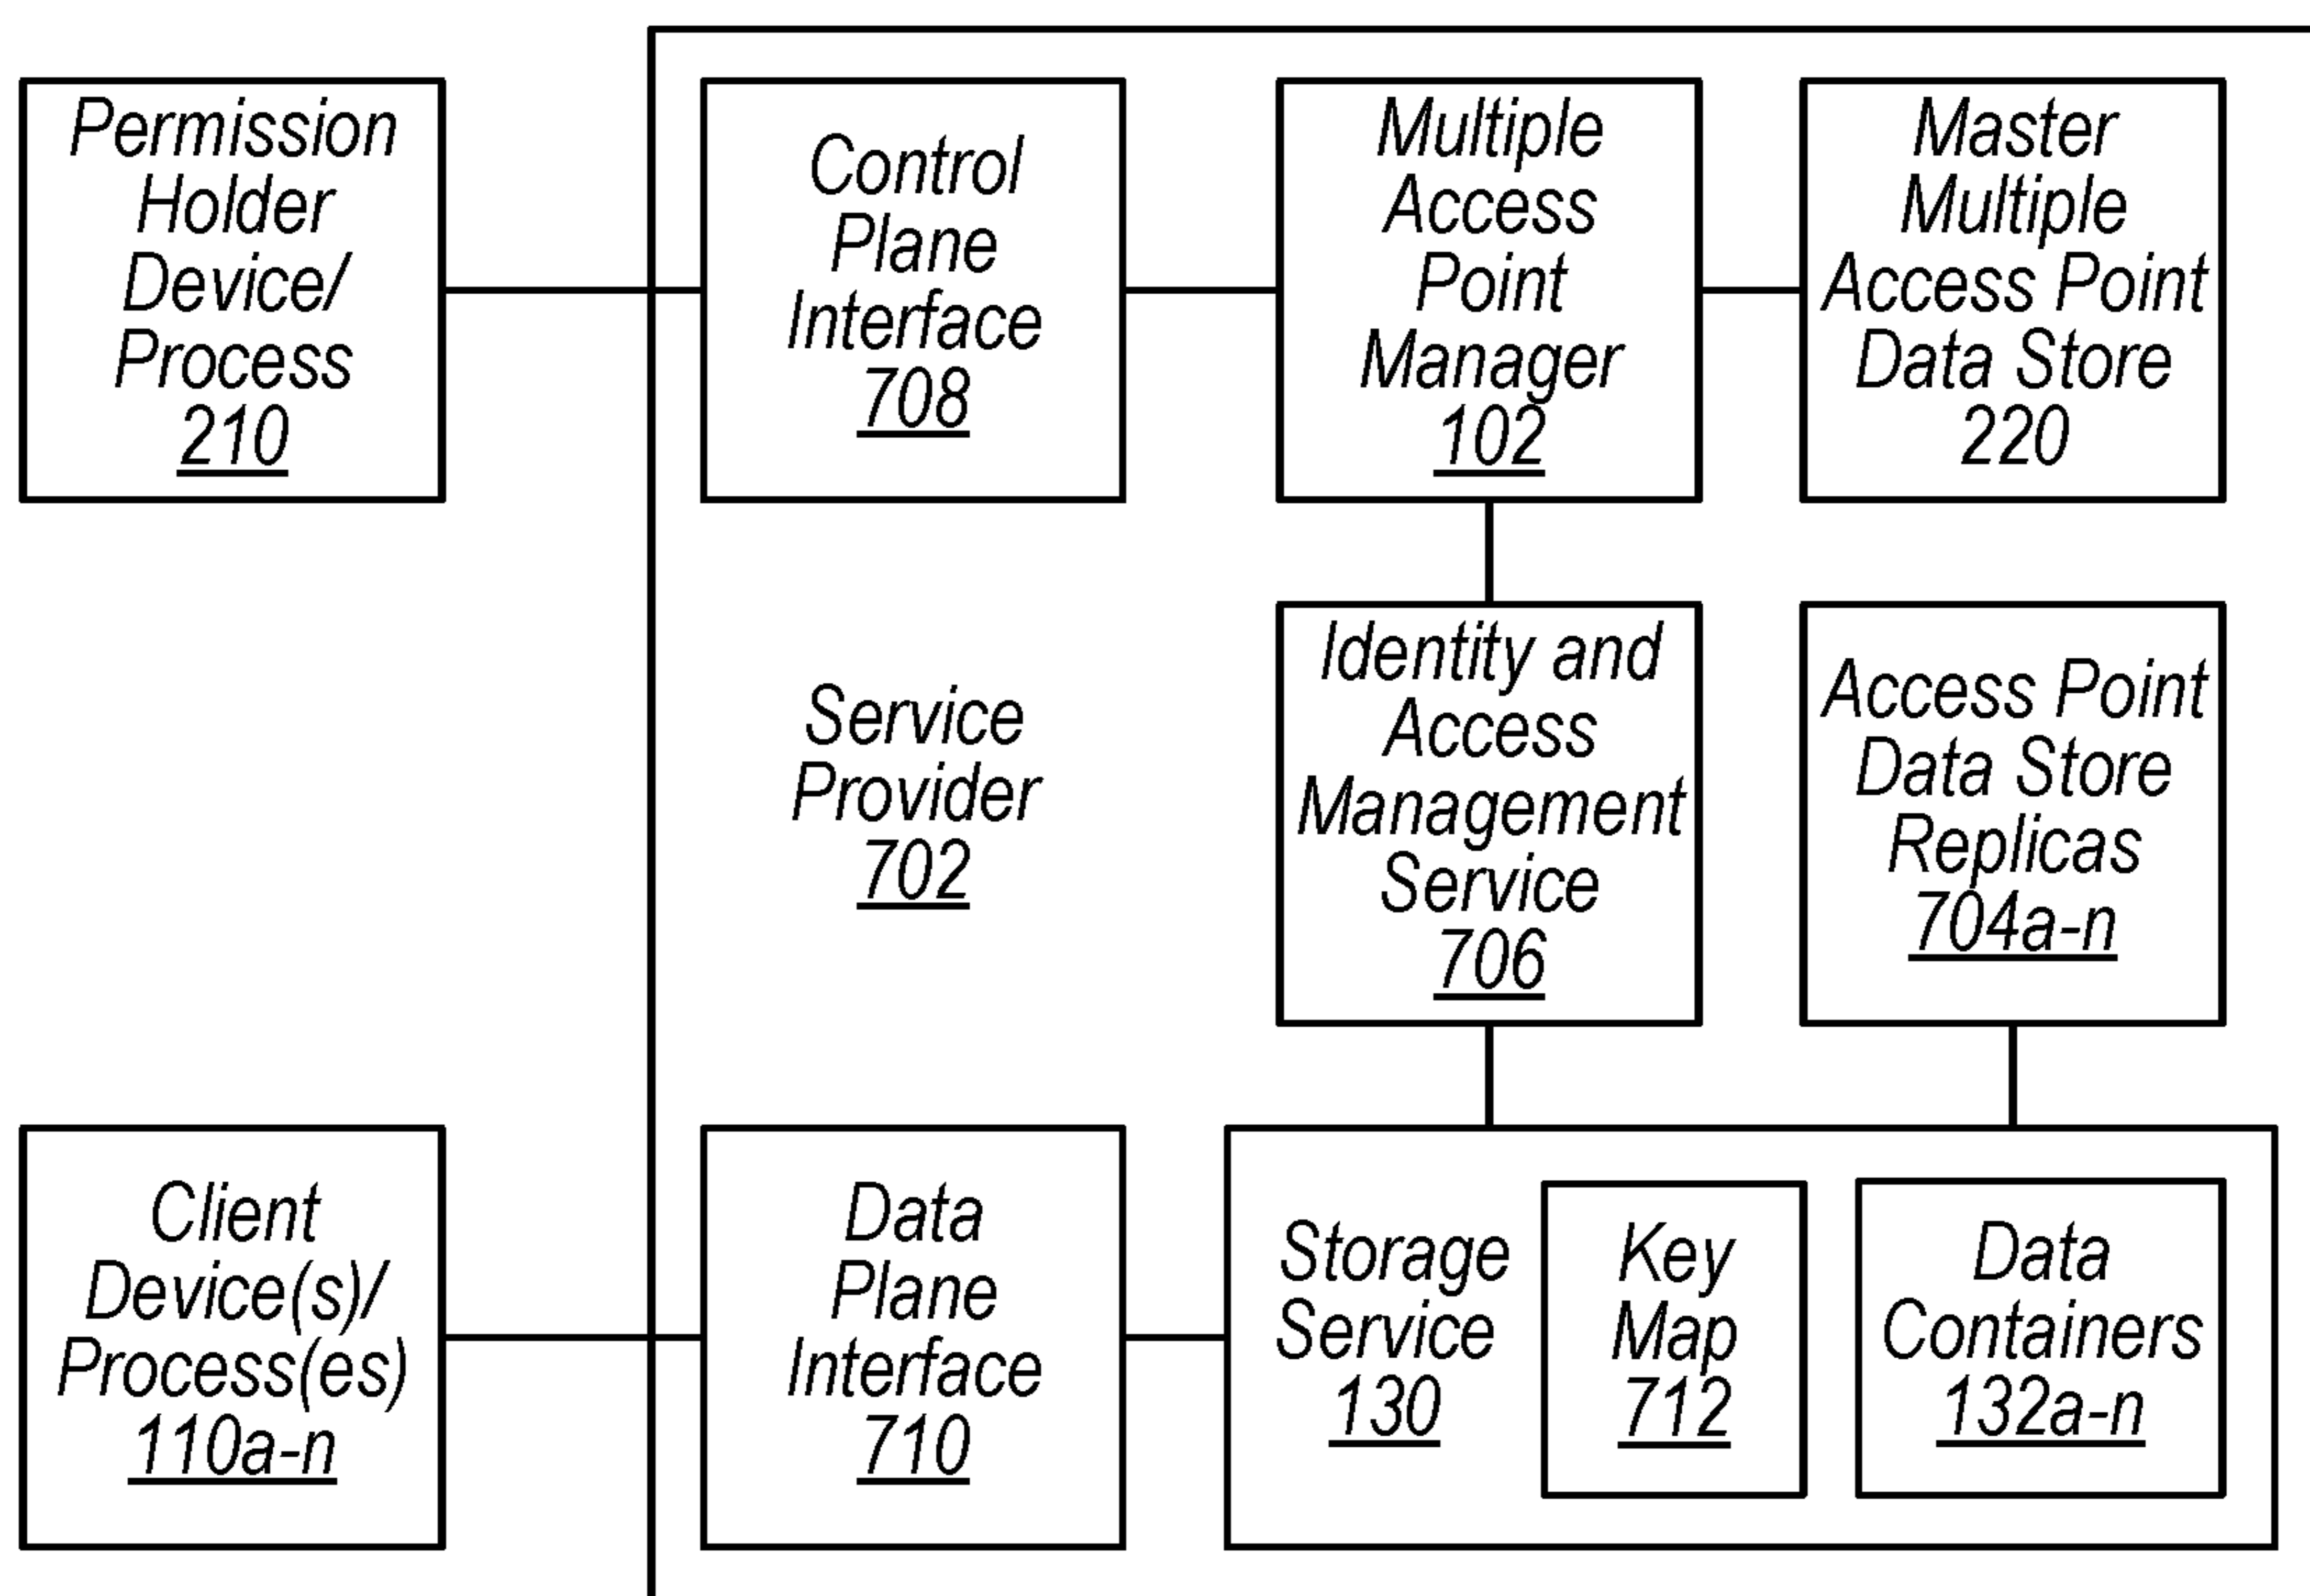 Permission
Holder
Device/
Process
210
Control
Plane
Interface
708
Multiple
Access
Point
Manager
102
Master
Multiple
Access Point
Data Store
220
Service
Provider
702
Identity and
Access
Management
Service
706
Access Point
Data Store
Replicas
704a-n
Client
Device(s)/
Process(es)
110a-n
Data
Plane
Interface
710
Storage
Service
130
Key
Map
712
Data
Containers
132a-n